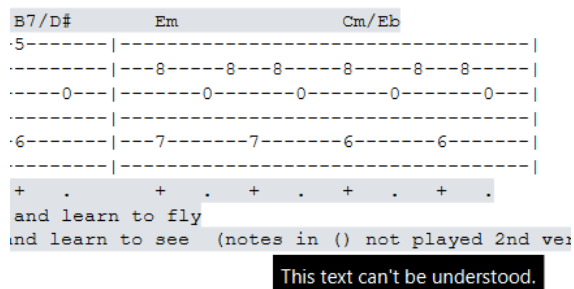 B7/D#          Em                    Cm/Eb
-5-------|-----------------------------------|
---------|---8-----8---8-----8-----8---8-----|
-----0---|-------0-------0-------0-------0---|
---------|-----------------------------------|
-6-------|---7-------7-------6-------6-------|
---------|-----------------------------------|
+   .        +   .   +   .   +   .   +   .
and learn to fly
nd learn to see  (notes in () not played 2nd ver
This text can't be understood.